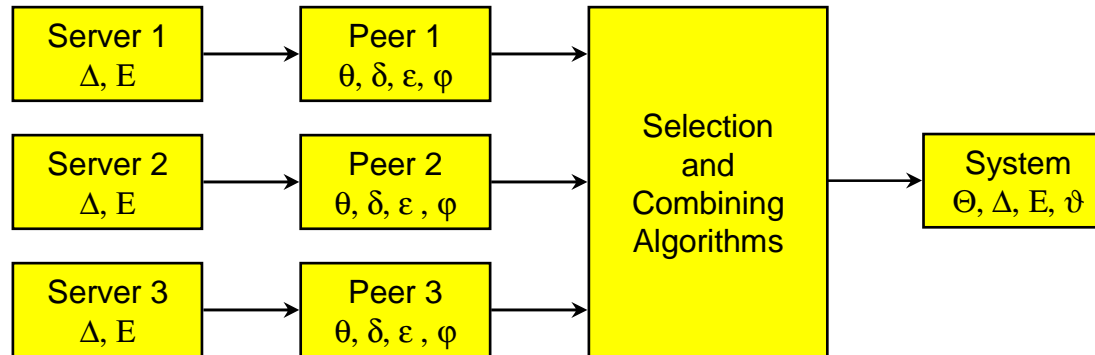 Server 1
Δ, E
Peer 1
θ, δ, ε, φ
Server 2
Δ, E
Peer 2
θ, δ, ε , φ
Server 3
Δ, E
Peer 3
θ, δ, ε , φ
Selection
and
Combining
Algorithms
System
Θ, Δ, E, ϑ